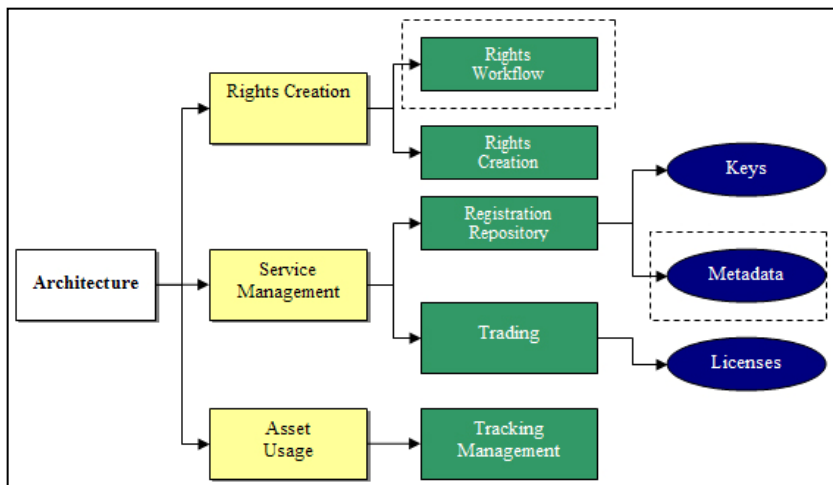 Architecture
Rights Creation
Service
Management
Asset
Usage
Rights
Workflow
Rights
Creation
Registration
Repository
Trading
Tracking
Management
Keys
Metadata
Licenses